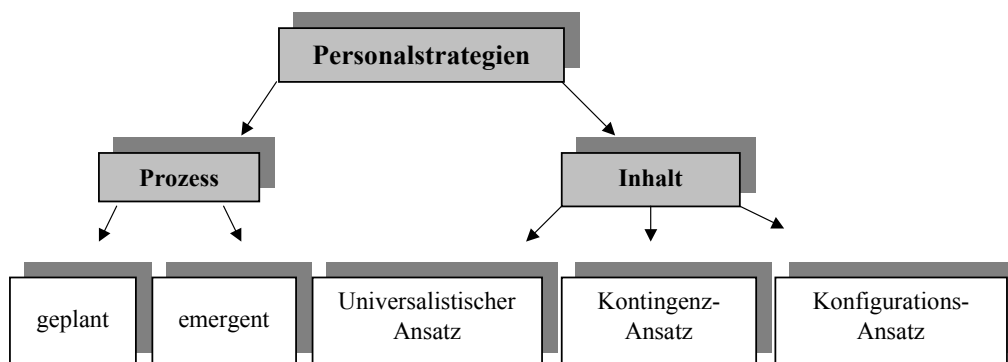 Personalstrategien
Prozess
Inhalt
geplant
emergent
Universalistischer
Ansatz
Kontingenz-
Ansatz
Konfigurations-
Ansatz